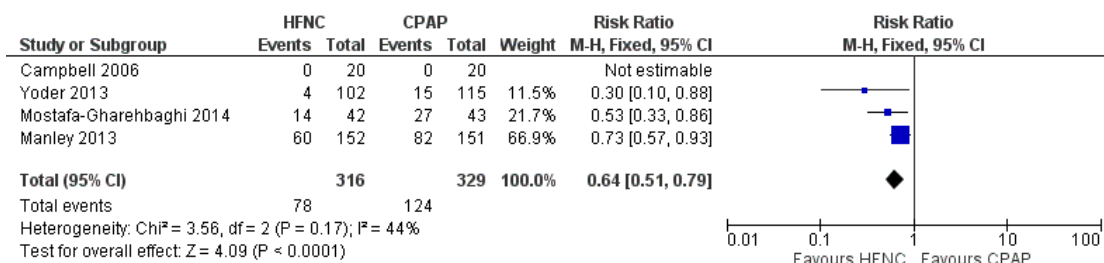 HFNC CPAP Risk Ratio Risk Ratio
Study or Subgroup Events Total Events Total Weight M-H, Fixed, 95% CI M-H, Fixed, 95% CI
Campbell 2006 0 20 0 20 Not estimable
Yoder 2013 4 102 15 115 11.5% 0.30 [0.10, 0.88]
Mostafa-Gharehbaghi 2014 14 42 27 43 21.7% 0.53 [0.33, 0.86]
Manley 2013 60 152 82 151 66.9% 0.73 [0.57, 0.93]
Total (95% CI) 316 329 100.0% 0.64 [0.51, 0.79]
Total events 78 124
Heterogeneity: Chi² = 3.56, df = 2 (P = 0.17); I² = 44%
Test for overall effect: Z = 4.09 (P < 0.0001)
0.01 0.1 1 10 100
Favours HFNC Favours CPAP